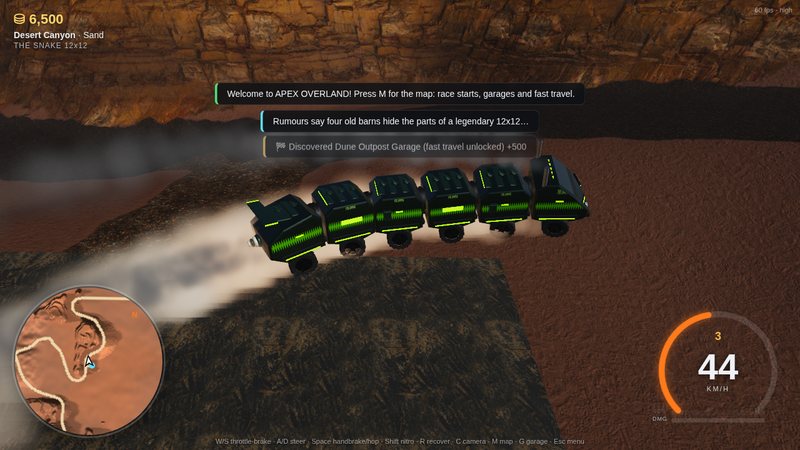 6,500
60 fps · high
Desert Canyon · Sand
THE SNAKE 12x12
Welcome to APEX OVERLAND! Press M for the map: race starts, garages and fast travel.
Rumours say four old barns hide the parts of a legendary 12x12…
Discovered Dune Outpost Garage (fast travel unlocked) +500
N
3
44
KM/H
DMG
W/S throttle·brake · A/D steer · Space handbrake/hop · Shift nitro · R recover · C camera · M map · G garage · Esc menu